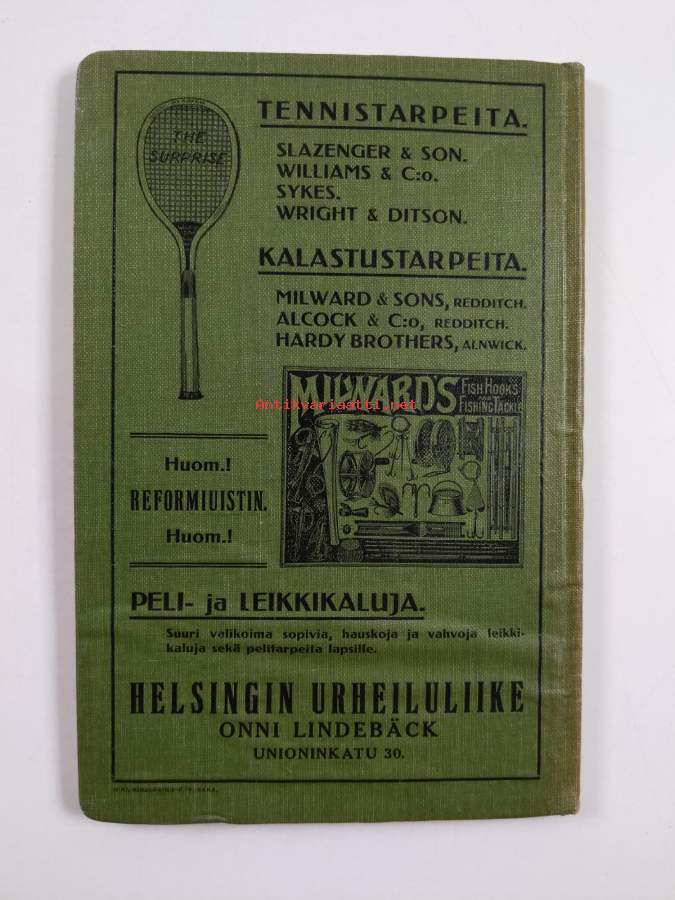 THE
SURPRISE
TENNISTARPEITA.
SLAZENGER & SON.
WILLIAMS & C:o.
SYKES.
WRIGHT & DITSON.
KALASTUSTARPEITA.
MILWARD & SONS, REDDITCH.
ALCOCK & C:o, REDDITCH.
HARDY BROTHERS, ALNWICK.
MILWARD'S
FISH HOOKS
AND
FISHING TACKLE
Antikvariaatti.net
Huom.!
REFORMIUISTIN.
Huom.!
PELI- ja LEIKKIKALUJA.
Suuri valikoima sopivia, hauskoja ja vahvoja leikki-
kaluja sekä pelitarpeita lapsille.
HELSINGIN URHEILULIIKE
ONNI LINDEBÄCK
UNIONINKATU 30.